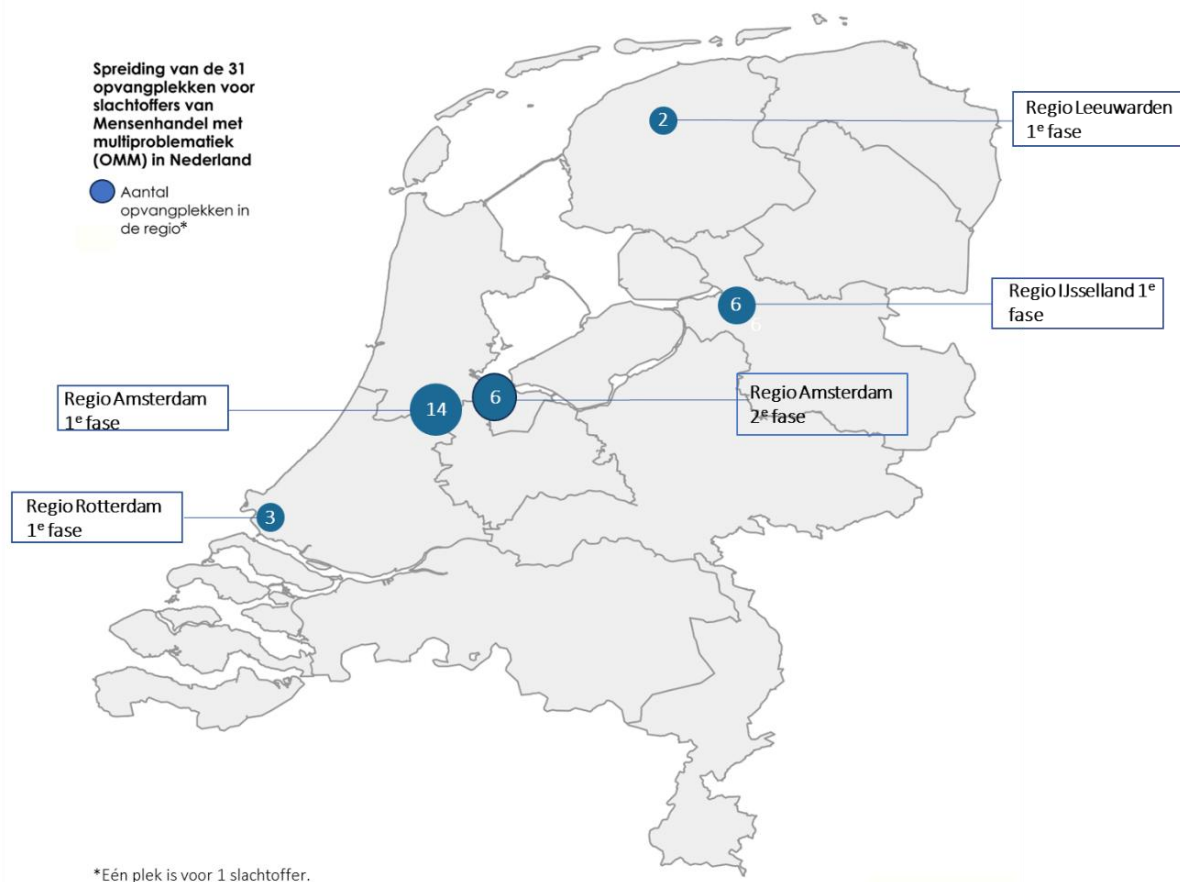 Spreiding van de 31
opvangplekken voor
slachtoffers van
Mensenhandel met
multiproblematiek
(OMM) in Nederland
Aantal
opvangplekken in
de regio*
2
Regio Leeuwarden
1e fase
6
6
Regio IJsselland 1e
fase
Regio Amsterdam
1e fase
14
6
Regio Amsterdam
2e fase
Regio Rotterdam
1e fase
3
*Eén plek is voor 1 slachtoffer.